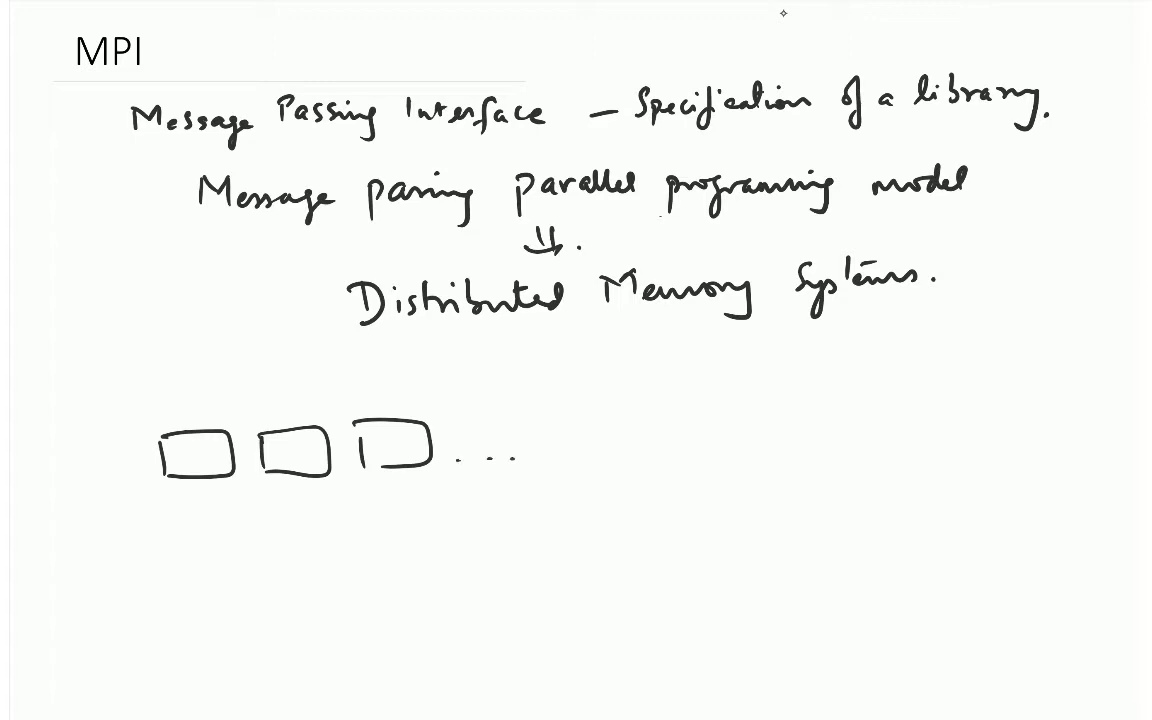 MPI
Message Passing Interface — Specification of a library.
Message passing parallel programming model
⇓.
Distributed Memory Systems.
...